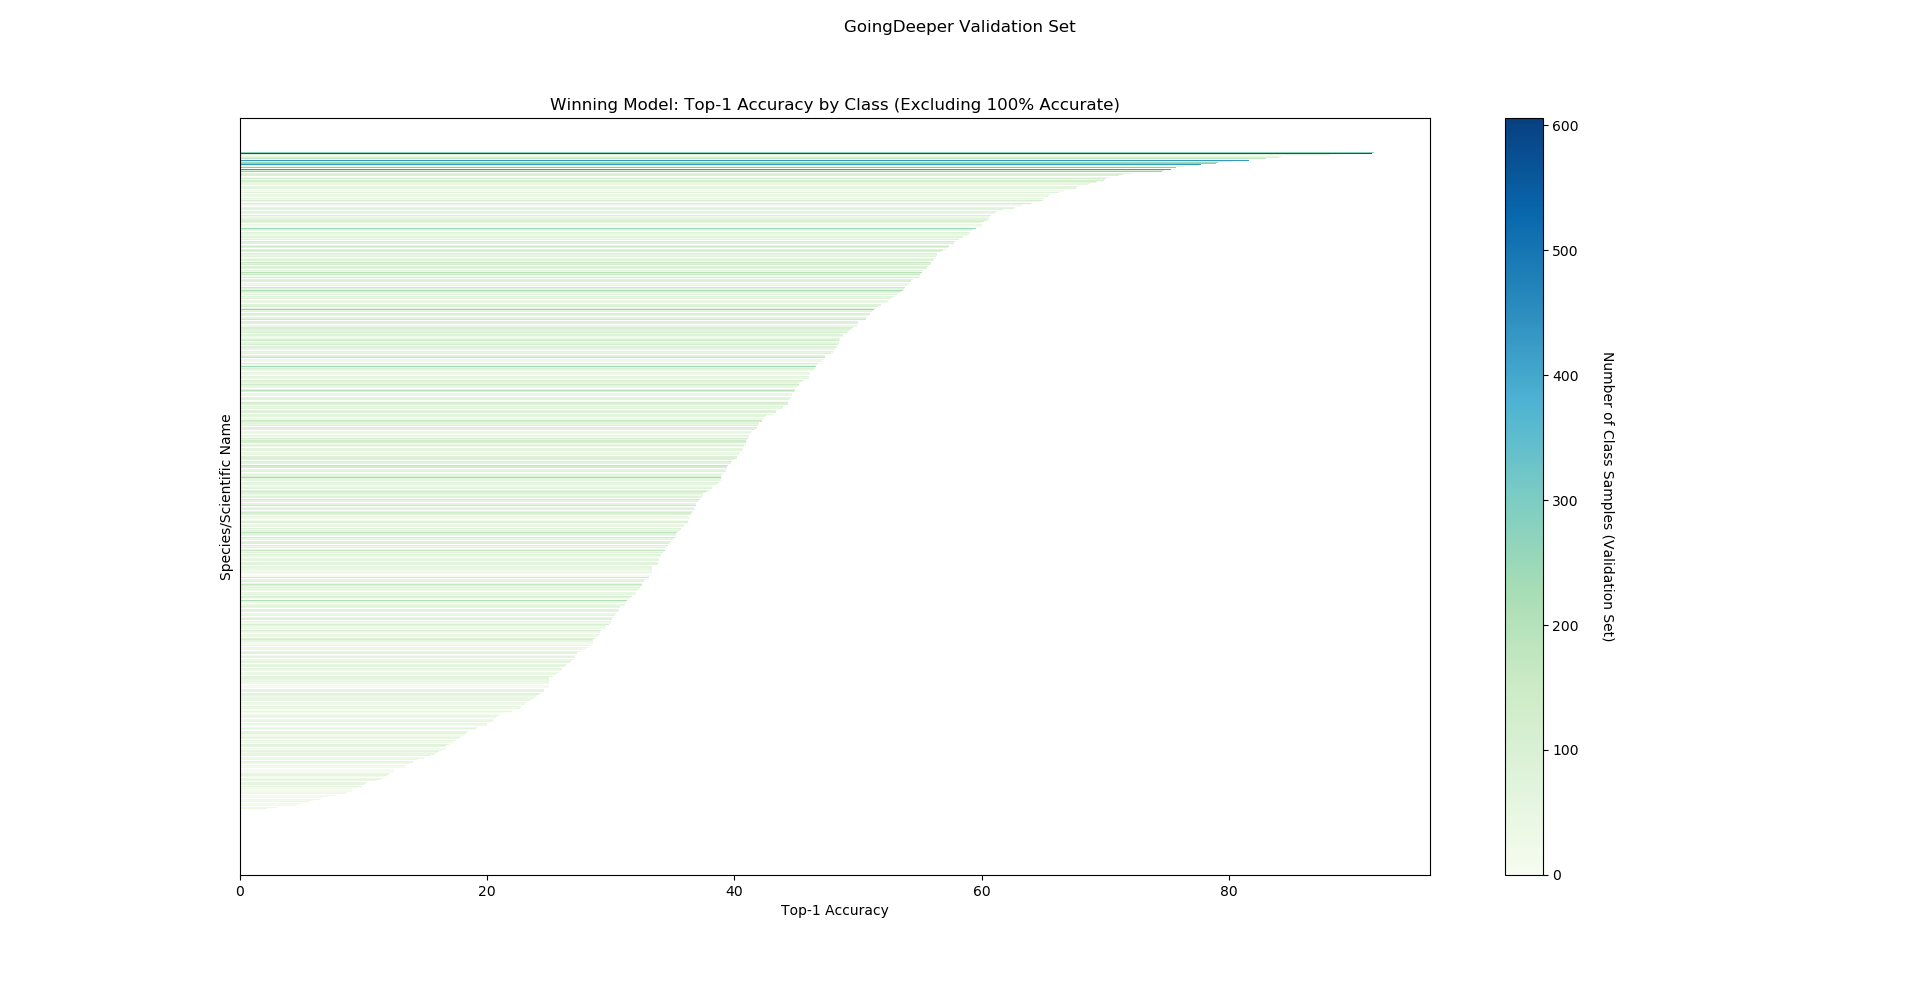 GoingDeeper Validation Set
Winning Model: Top-1 Accuracy by Class (Excluding 100% Accurate)
Species/Scientific Name
0
20
40
60
80
Top-1 Accuracy
600
500
400
300
200
100
0
Number of Class Samples (Validation Set)